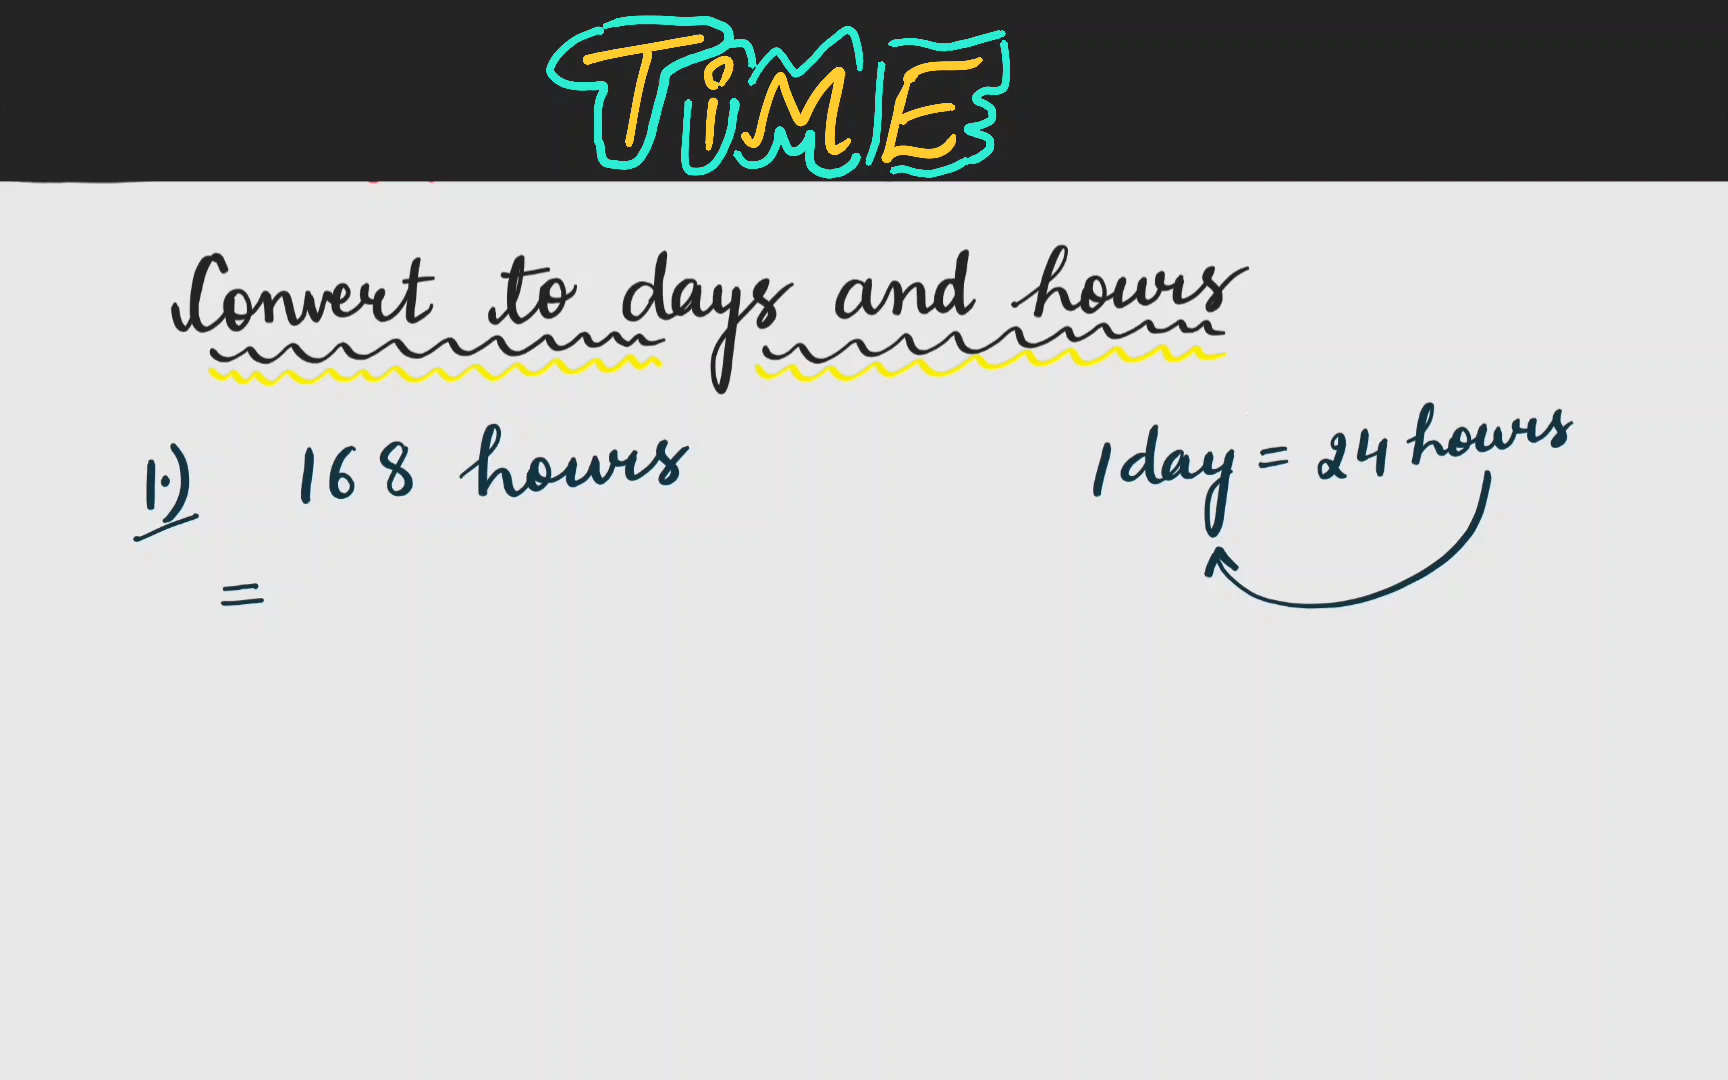 TiME
Convert to days and hours
1.) 168 hours
1 day = 24 hours
=